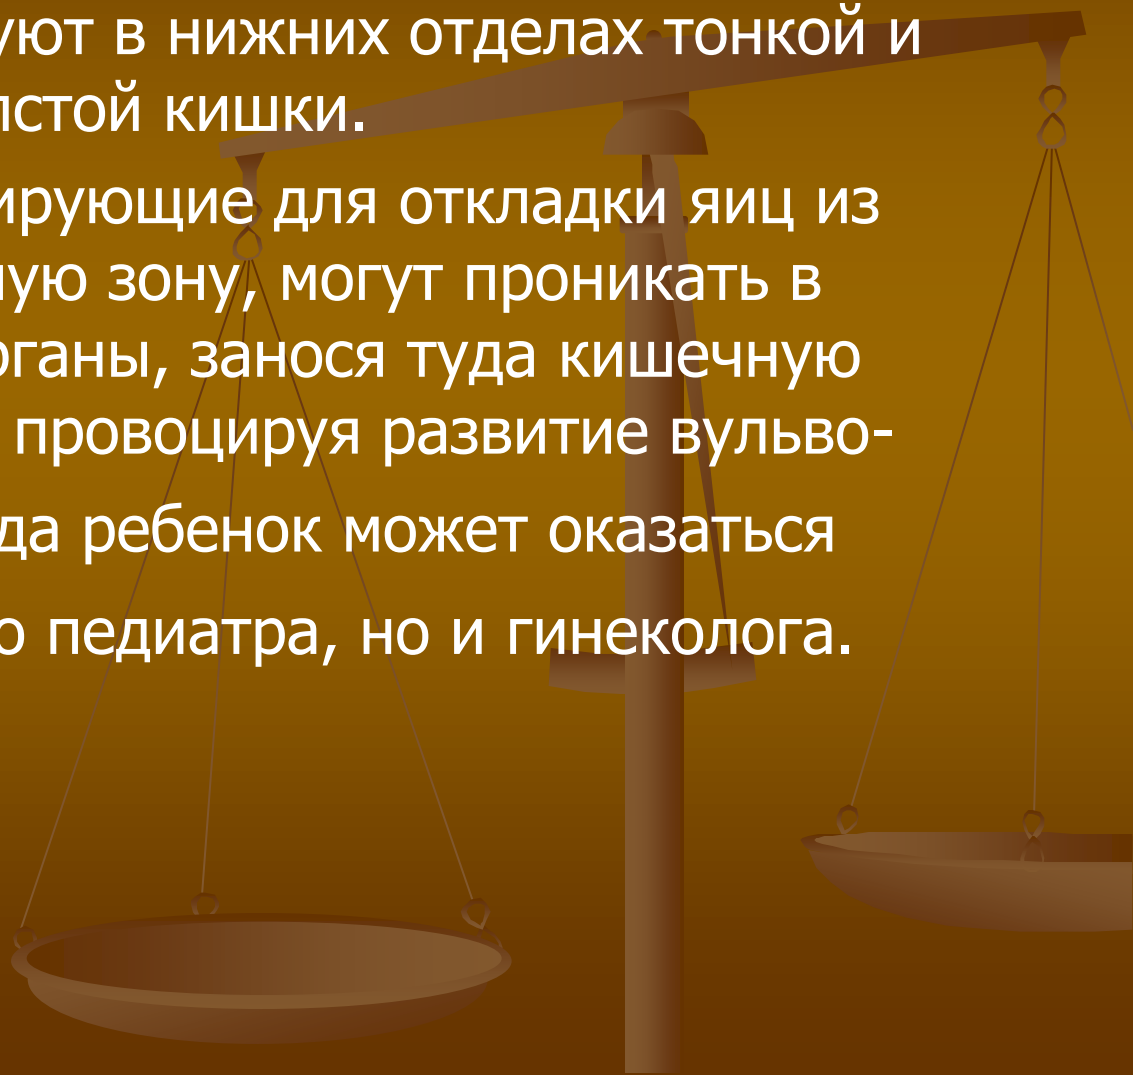 уют в нижних отделах тонкой и
лстой кишки.
ирующие для откладки яиц из
ную зону, могут проникать в
рганы, занося туда кишечную
провоцируя развитие вульво-
да ребенок может оказаться
о педиатра, но и гинеколога.